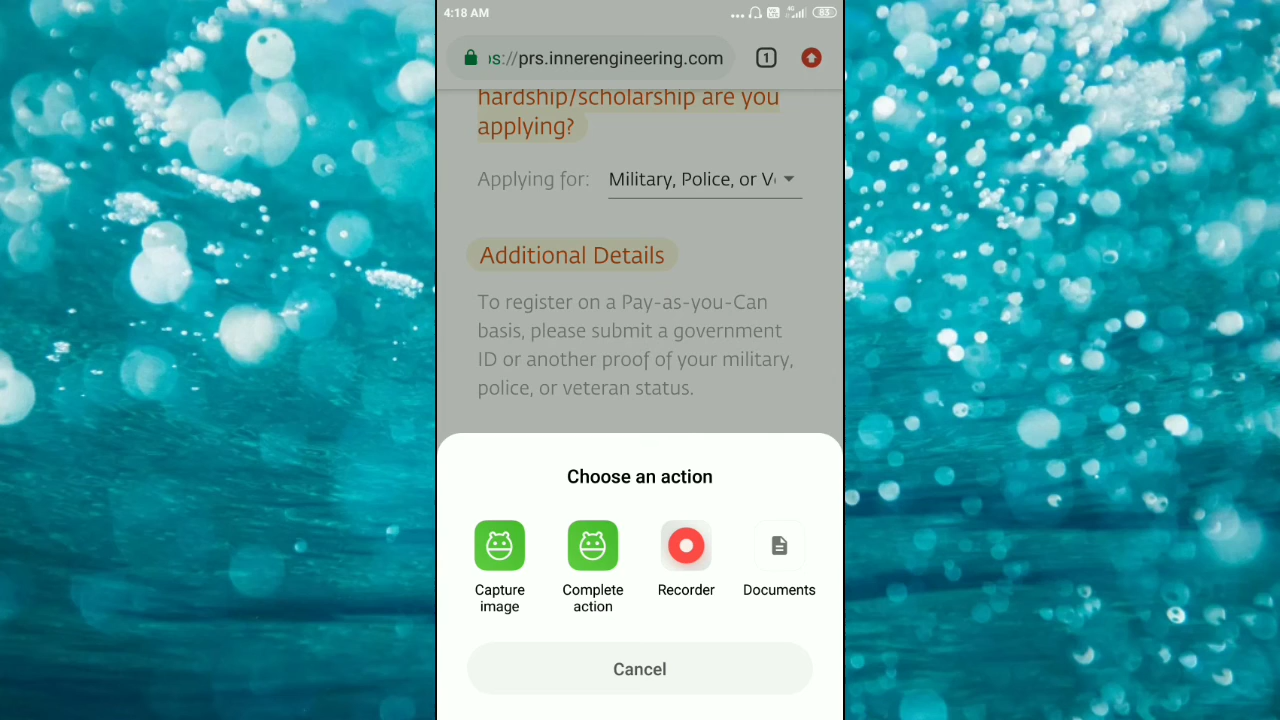 4:18 AM
4G
83
s://prs.innerengineering.com
1
hardship/scholarship are you
applying?
Applying for: Military, Police, or V
Additional Details
To register on a Pay-as-you-Can
basis, please submit a government
ID or another proof of your military,
police, or veteran status.
Choose an action
Capture
image
Complete
action
Recorder
Documents
Cancel